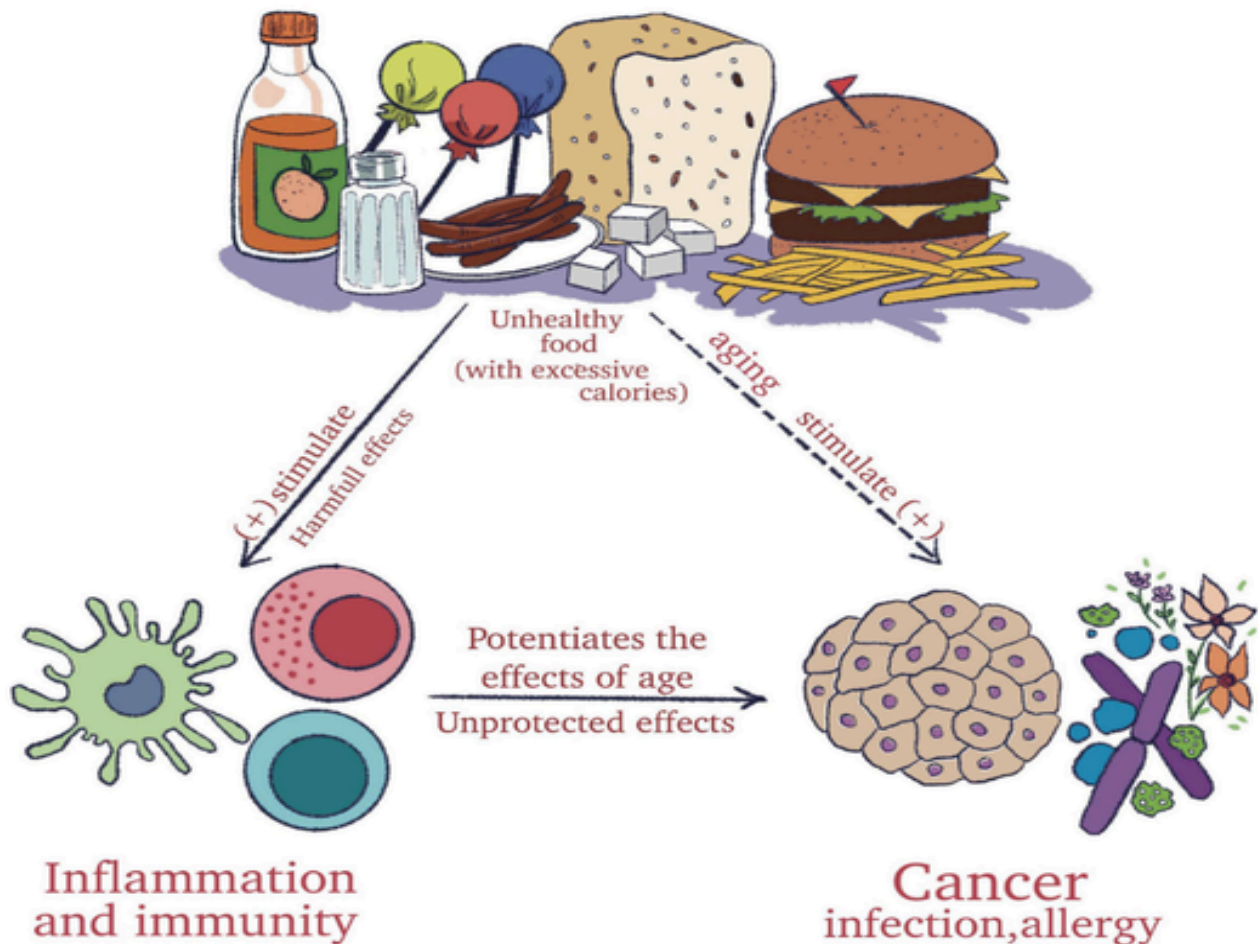 Unhealthy
food
(with excessive
calories)
(+) stimulate
Harmfull effects
aging
stimulate (+)
Potentiates the
effects of age
Unprotected effects
Inflammation
and immunity
Cancer
infection,allergy